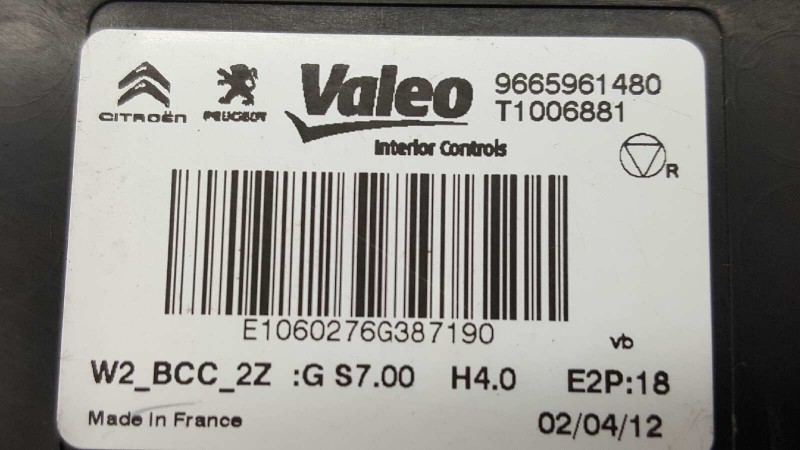 CITROËN PEUGEOT Valeo 9665961480
T1006881
Interior Controls
R
E1060276G387190
vb
W2_BCC_2Z :G S7.00 H4.0 E2P:18
Made In France 02/04/12